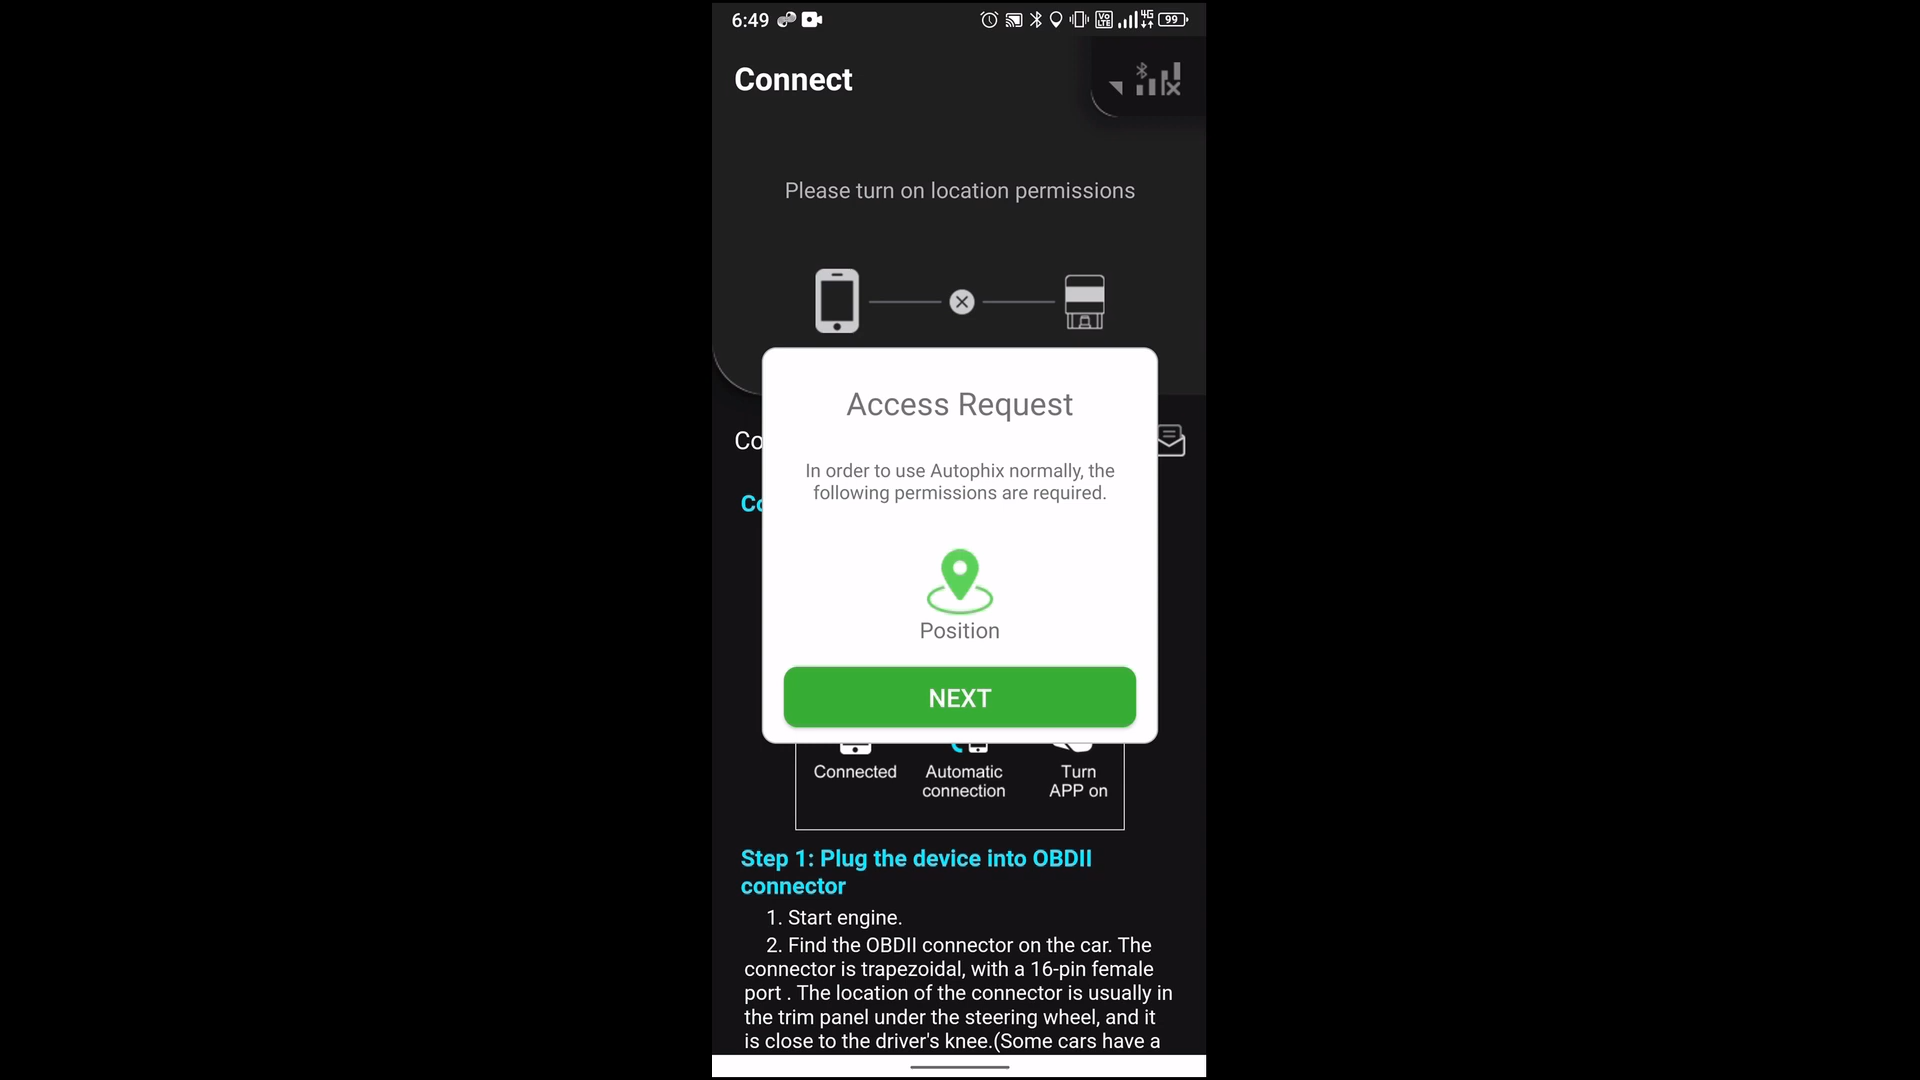 6:49
VoLTE
4G
99
Connect
Please turn on location permissions
Access Request
Co
In order to use Autophix normally, the
following permissions are required.
Co
Position
NEXT
Connected
Automatic
connection
Turn
APP on
Step 1: Plug the device into OBDII
connector
1. Start engine.
2. Find the OBDII connector on the car. The
connector is trapezoidal, with a 16-pin female
port . The location of the connector is usually in
the trim panel under the steering wheel, and it
is close to the driver's knee.(Some cars have a